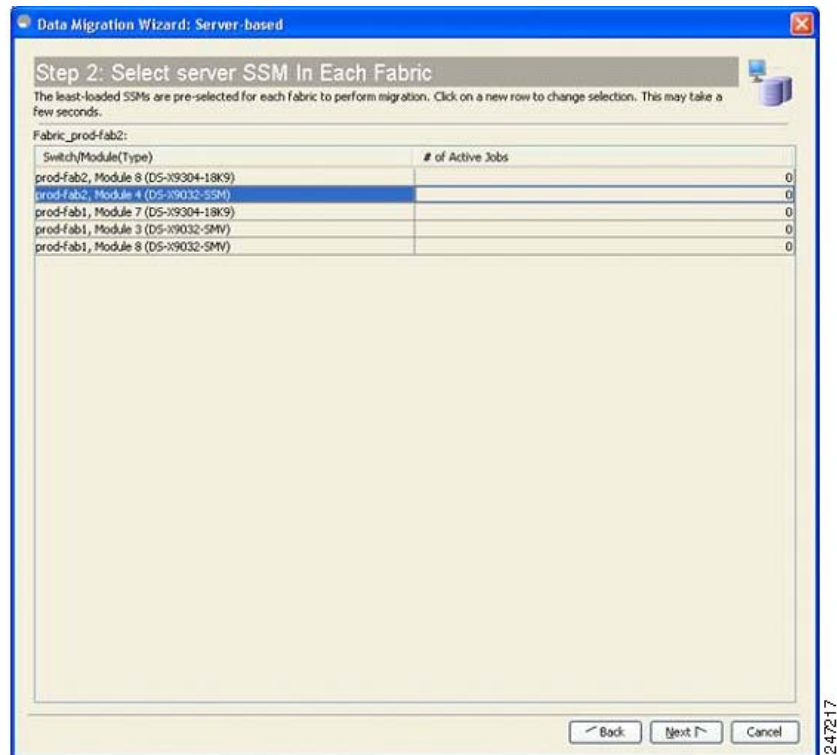 Data Migration Wizard: Server-based
Step 2: Select server SSM In Each Fabric
The least-loaded SSMs are pre-selected for each fabric to perform migration. Click on a new row to change selection. This may take a
few seconds.
Fabric_prod-fab2:
Switch/Module(Type) # of Active Jobs
prod-fab2, Module 8 (DS-X9304-18K9) 0
prod-fab2, Module 4 (DS-X9032-SSM) 0
prod-fab1, Module 7 (DS-X9304-18K9) 0
prod-fab1, Module 3 (DS-X9032-SMV) 0
prod-fab1, Module 8 (DS-X9032-SMV) 0
Back Next Cancel
247217